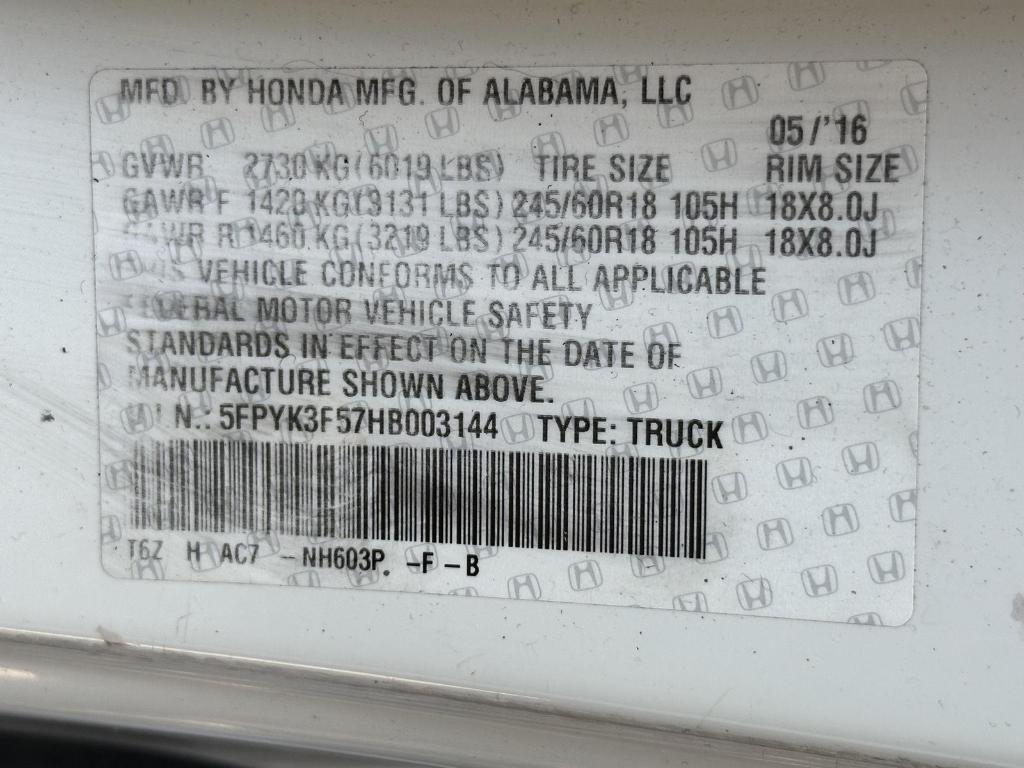 MFD. BY HONDA MFG. OF ALABAMA, LLC
05/'16
GVWR 2730 KG(6019 LBS) TIRE SIZE RIM SIZE
GAWR F 1420 KG(3131 LBS) 245/60R18 105H 18X8.0J
GAWR R 1460 KG(3219 LBS) 245/60R18 105H 18X8.0J
THIS VEHICLE CONFORMS TO ALL APPLICABLE
FEDERAL MOTOR VEHICLE SAFETY
STANDARDS IN EFFECT ON THE DATE OF
MANUFACTURE SHOWN ABOVE.
V.I.N.: 5FPYK3F57HB003144 TYPE: TRUCK
T6Z H AC7 -NH603P. -F -B